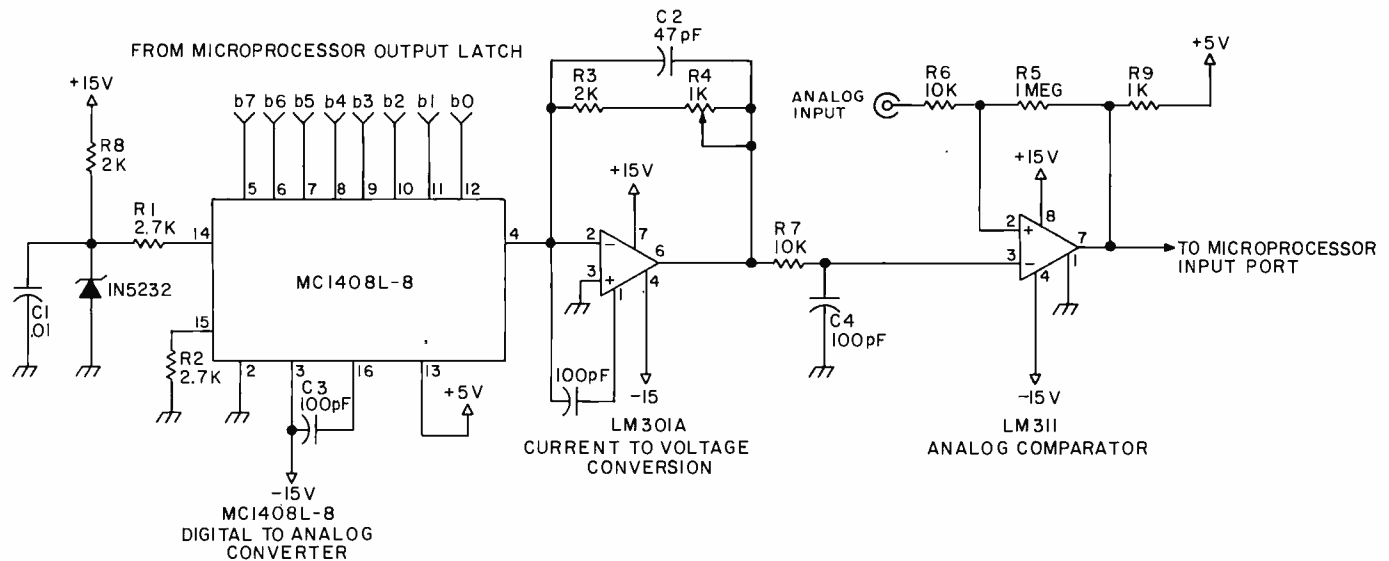 FROM MICROPROCESSOR OUTPUT LATCH
b7 b6 b5 b4 b3 b2 b1 b0
+15V
R8
2K
R1
2.7K
C1
.01
IN5232
R2
2.7K
5 6 7 8 9 10 11 12
14
15
4
MC1408L-8
2 3 16 13
C3
100pF
+5V
-15V
MC1408L-8
DIGITAL TO ANALOG
CONVERTER
C2
47pF
R3
2K
R4
1K
+15V
2
-
7
6
3
+
1
4
100pF
-15
LM301A
CURRENT TO VOLTAGE
CONVERSION
R7
10K
C4
100pF
ANALOG
INPUT
R6
10K
R5
1MEG
R9
1K
+5V
+15V
2
+
8
7
3
-
4
1
-15V
LM311
ANALOG COMPARATOR
TO MICROPROCESSOR
INPUT PORT